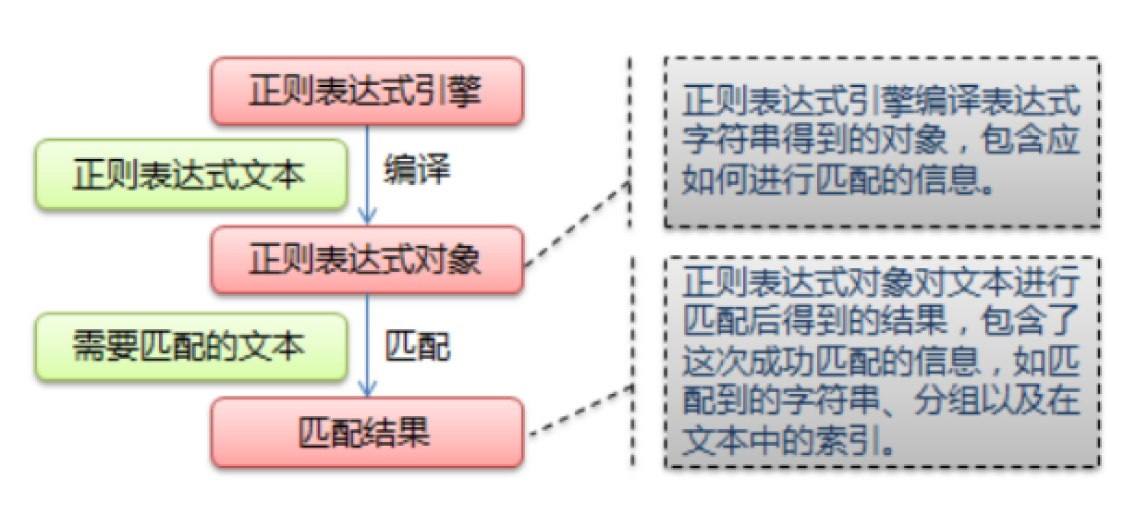 正则表达式引擎
正则表达式文本
编译
正则表达式对象
需要匹配的文本
匹配
匹配结果
正则表达式引擎编译表达式
字符串得到的对象，包含应
如何进行匹配的信息。
正则表达式对象对文本进行
匹配后得到的结果，包含了
这次成功匹配的信息，如匹
配到的字符串、分组以及在
文本中的索引。